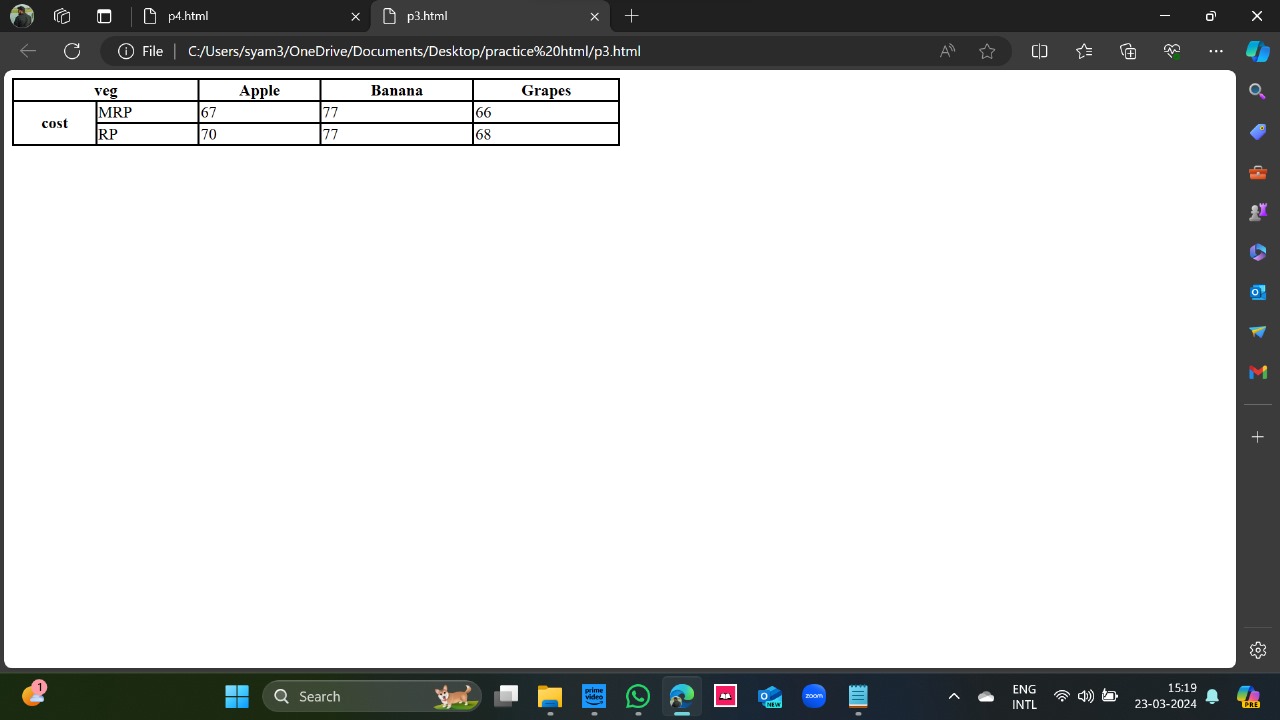 p4.html
p3.html
File
C:/Users/syam3/OneDrive/Documents/Desktop/practice%20html/p3.html
veg Apple Banana Grapes
cost MRP 67 77 66
RP 70 77 68
1
Search
prime video
NEW
zoom
ENG
INTL
15:19
23-03-2024
PRE